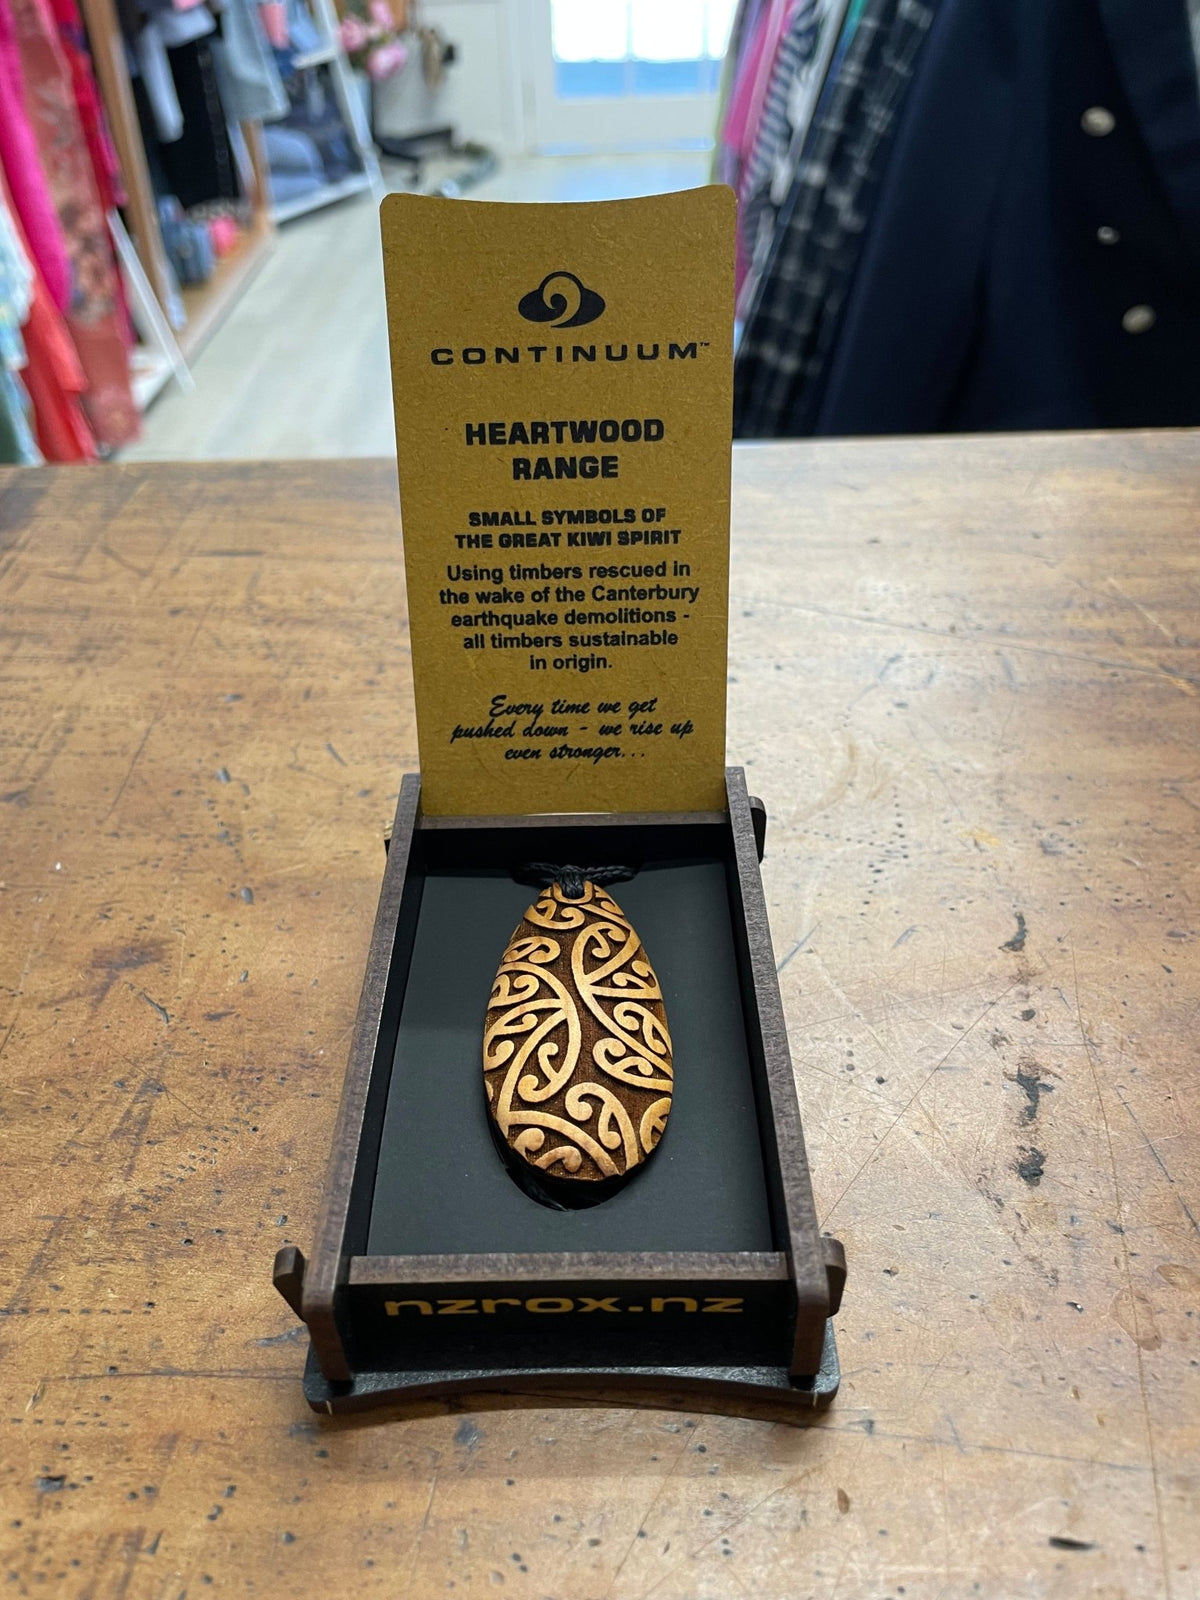 CONTINUUM™
HEARTWOOD
RANGE
SMALL SYMBOLS OF
THE GREAT KIWI SPIRIT
Using timbers rescued in
the wake of the Canterbury
earthquake demolitions -
all timbers sustainable
in origin.
Every time we get
pushed down - we rise up
even stronger...
nzrox.nz